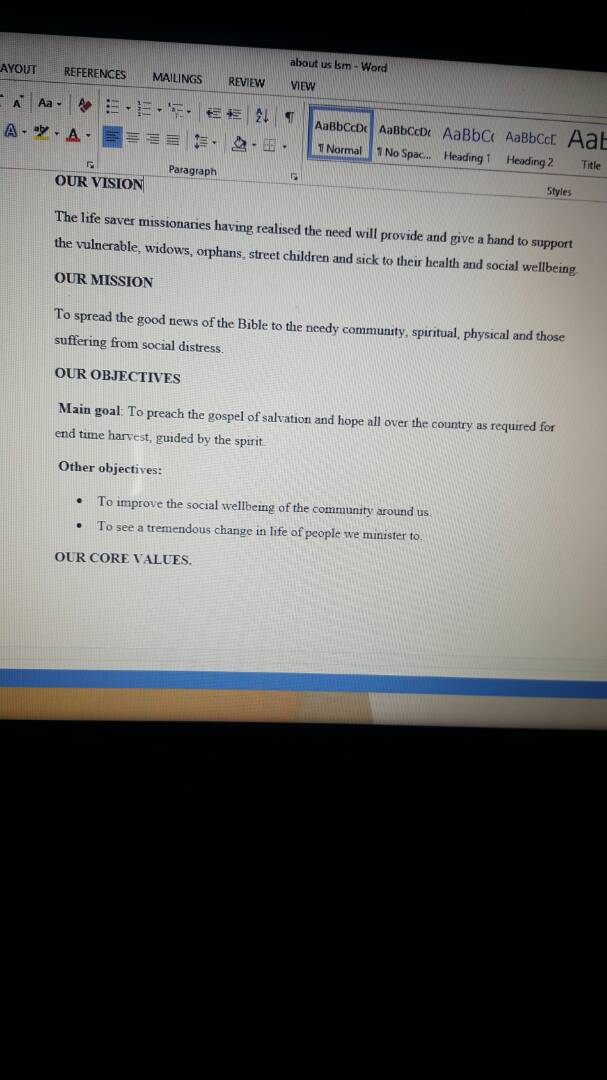 about us lsm - Word
AYOUT REFERENCES MAILINGS REVIEW VIEW
A Aa
A aby A
AaBbCcDc AaBbCcDc AaBbCc AaBbCcC Aab
¶ Normal ¶ No Spac... Heading 1 Heading 2 Title
Paragraph Styles
OUR VISION
The life saver missionaries having realised the need will provide and give a hand to support
the vulnerable, widows, orphans, street children and sick to their health and social wellbeing.
OUR MISSION
To spread the good news of the Bible to the needy community, spiritual, physical and those
suffering from social distress.
OUR OBJECTIVES
Main goal: To preach the gospel of salvation and hope all over the country as required for
end time harvest, guided by the spirit.
Other objectives:
• To improve the social wellbeing of the community around us.
• To see a tremendous change in life of people we minister to.
OUR CORE VALUES.